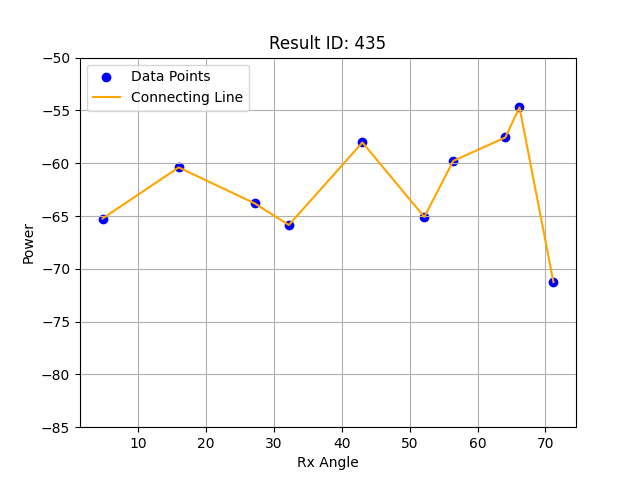 Result ID: 435
Data Points
Connecting Line
−50
−55
−60
−65
−70
−75
−80
−85
Power
10 20 30 40 50 60 70
Rx Angle